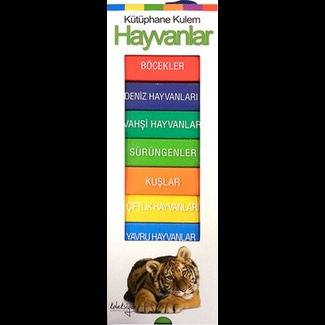 Kütüphane Kulem
Hayvanlar
BÖCEKLER
DENİZ HAYVANLARI
VAHŞİ HAYVANLAR
SÜRÜNGENLER
KUŞLAR
ÇİFTLİK HAYVANLARI
YAVRU HAYVANLAR